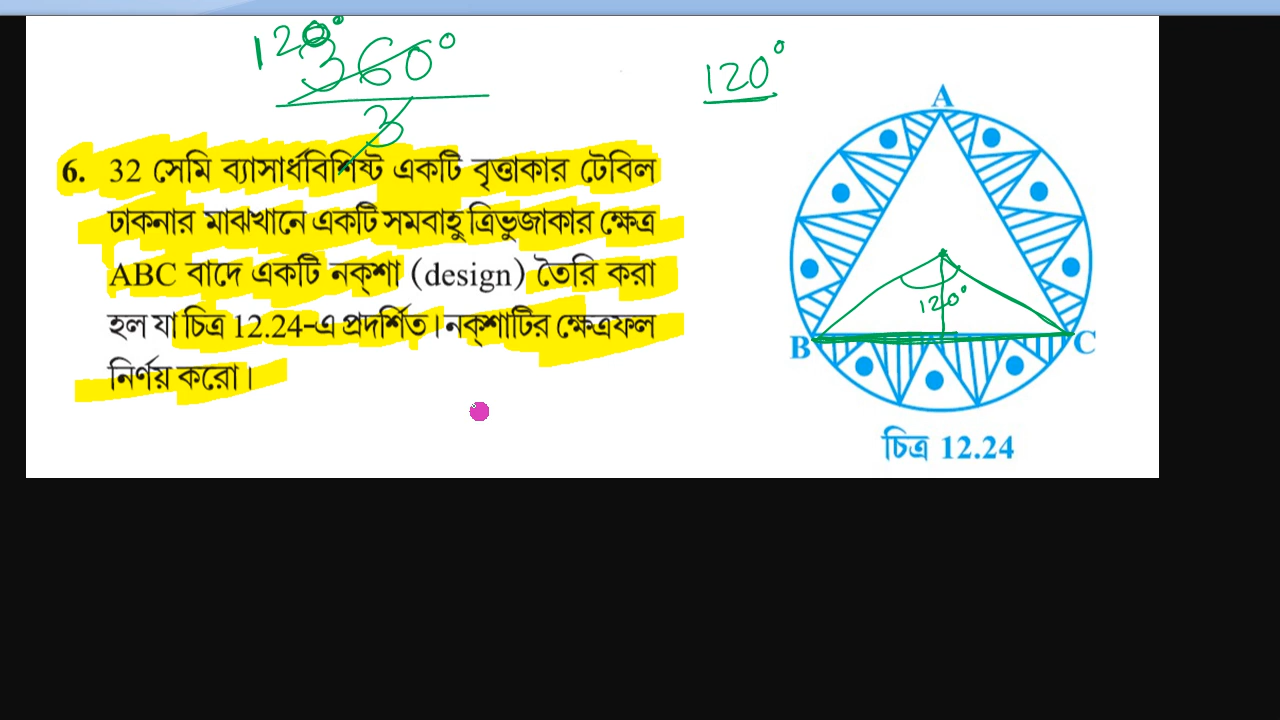 120°
360°
3
120°
6. 32 সেমি ব্যাসার্ধবিশিষ্ট একটি বৃত্তাকার টেবিল
ঢাকনার মাঝখানে একটি সমবাহু ত্রিভুজাকার ক্ষেত্র
ABC বাদে একটি নক্শা (design) তৈরি করা
হল যা চিত্র 12.24-এ প্রদর্শিত। নক্শাটির ক্ষেত্রফল
নির্ণয় করো।
A
120°
B
C
চিত্র 12.24